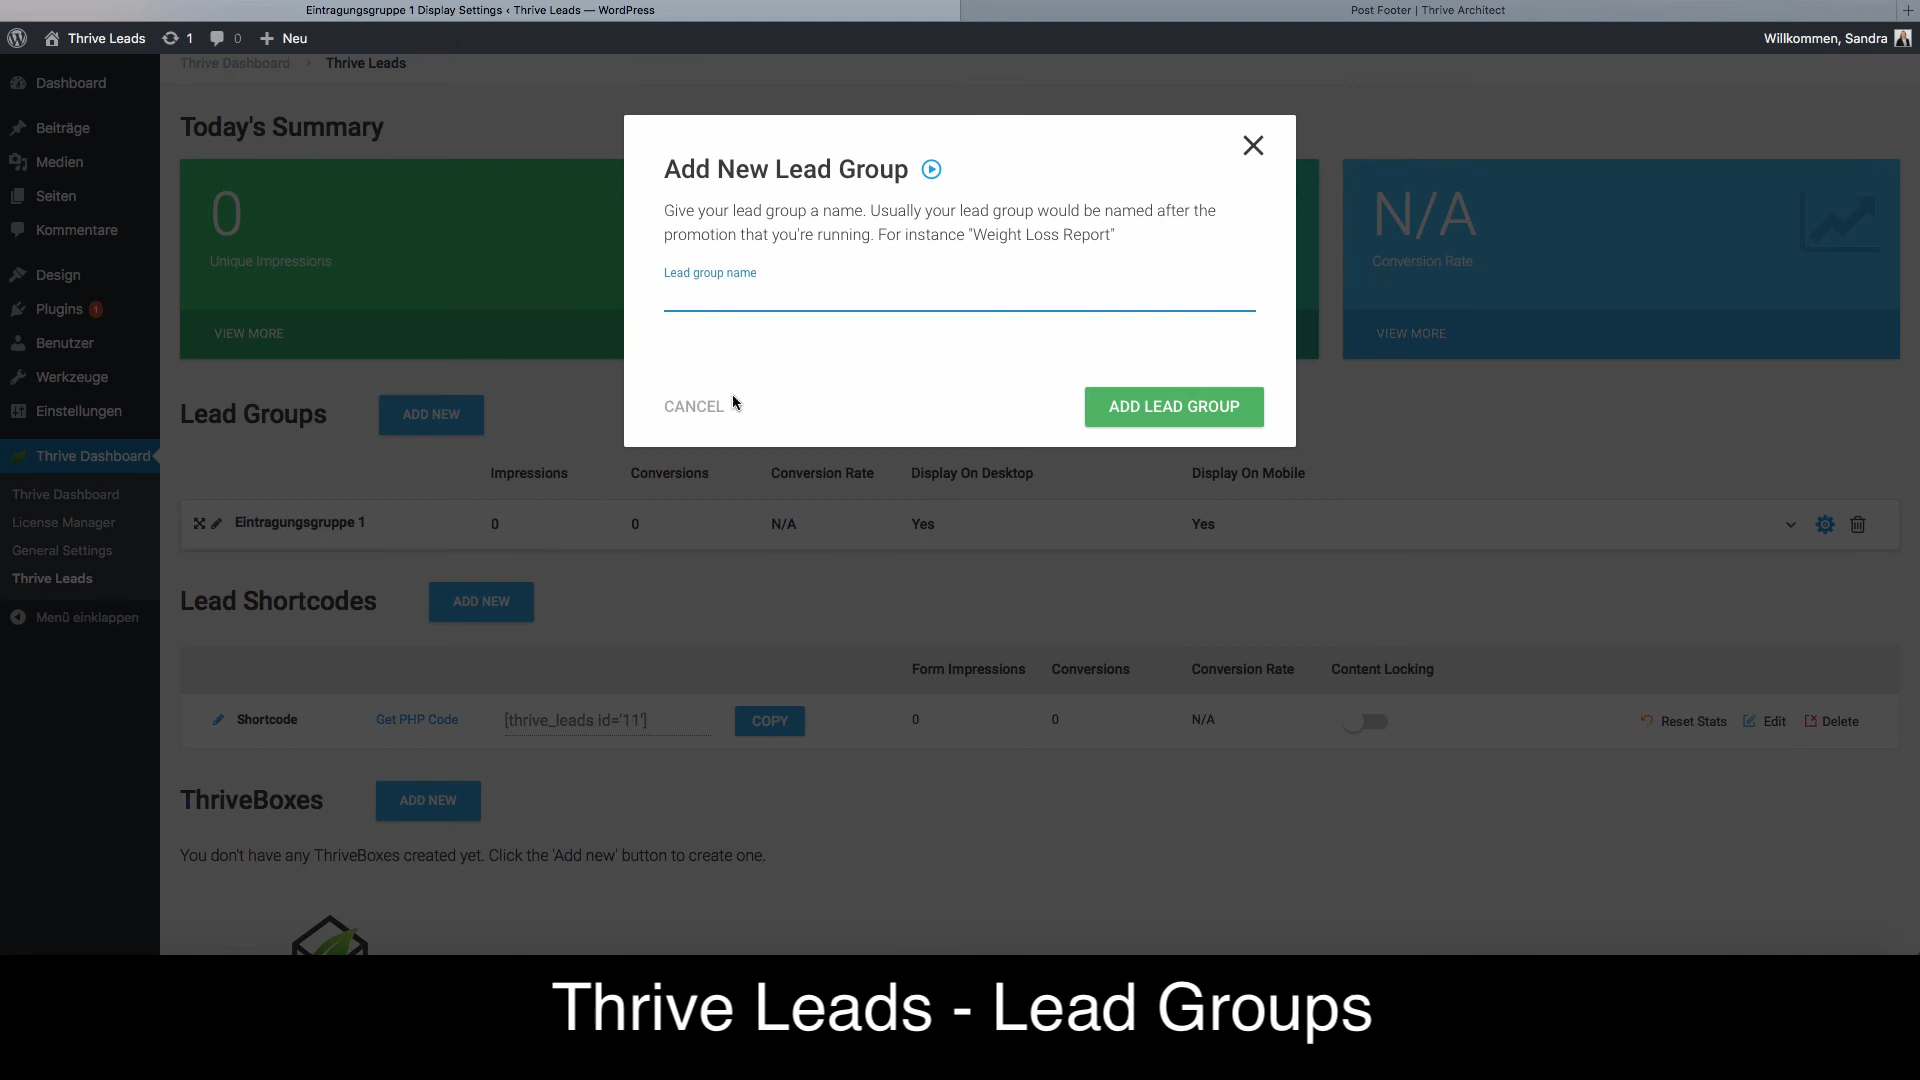 Eintragungsgruppe 1 Display Settings ‹ Thrive Leads — WordPress
Post Footer | Thrive Architect
Thrive Leads 1 0 Neu
Willkommen, Sandra
Dashboard
Beiträge
Medien
Seiten
Kommentare
Design
Plugins 1
Benutzer
Werkzeuge
Einstellungen
Thrive Dashboard
Thrive Dashboard
License Manager
General Settings
Thrive Leads
Menü einklappen
Thrive Dashboard › Thrive Leads
Today's Summary
0
Unique Impressions
VIEW MORE
N/A
Conversion Rate
VIEW MORE
Add New Lead Group
Give your lead group a name. Usually your lead group would be named after the
promotion that you're running. For instance "Weight Loss Report"
Lead group name
CANCEL
ADD LEAD GROUP
Lead Groups
ADD NEW
Impressions Conversions Conversion Rate Display On Desktop Display On Mobile
Eintragungsgruppe 1 0 0 N/A Yes Yes
Lead Shortcodes
ADD NEW
Form Impressions Conversions Conversion Rate Content Locking
Shortcode Get PHP Code [thrive_leads id='11'] COPY 0 0 N/A Reset Stats Edit Delete
ThriveBoxes
ADD NEW
You don't have any ThriveBoxes created yet. Click the 'Add new' button to create one.
Thrive Leads - Lead Groups